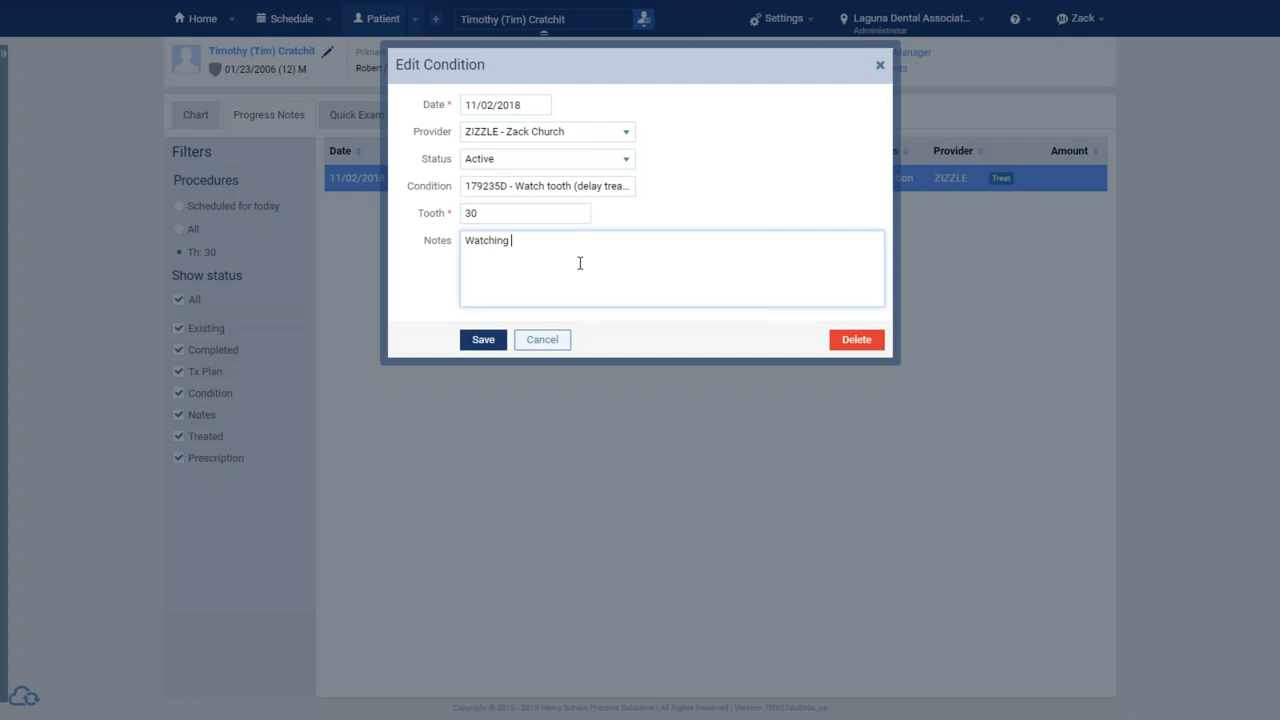 Home Schedule Patient + Timothy (Tim) Cratchit Settings Laguna Dental Associat... ? Zack
Administrator
Timothy (Tim) Cratchit
01/23/2006 (12) M
Edit Condition
Chart Progress Notes Quick Exam
Filters
Procedures
Scheduled for today
All
Th: 30
Show status
All
Existing
Completed
Tx Plan
Condition
Notes
Treated
Prescription
Date Provider Amount
11/02/2018 ZIZZLE Treat
Date * 11/02/2018
Provider ZIZZLE - Zack Church
Status Active
Condition 179235D - Watch tooth (delay trea...
Tooth * 30
Notes Watching
Save Cancel Delete